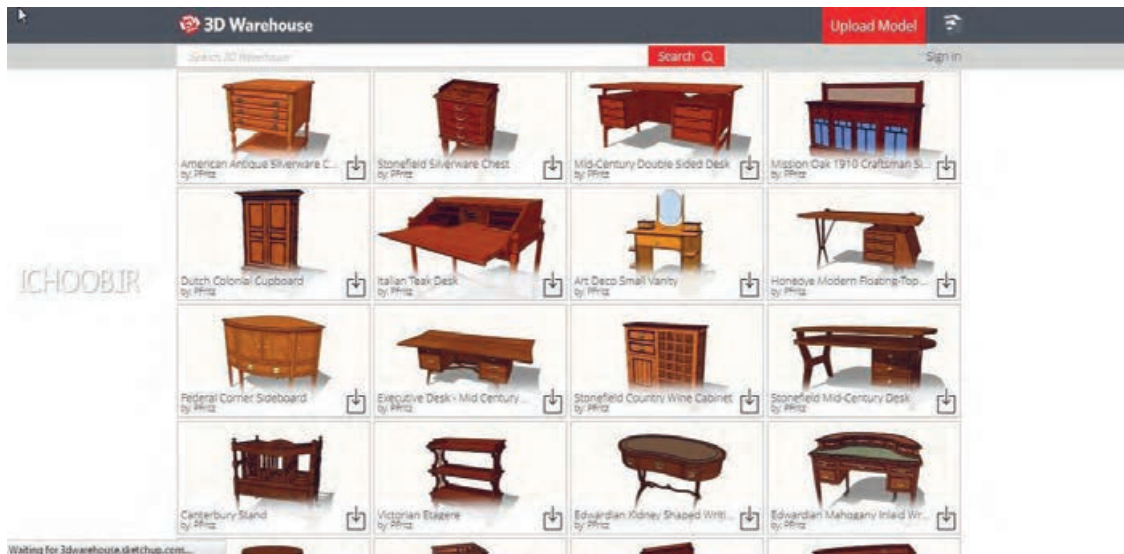 3D Warehouse
Upload Model
Search 3D Warehouse
Search
Sign In
American Antique Silverware C...
by: PFritz
Stonefield Silverware Chest
by: PFritz
Mid-Century Double Sided Desk
by: PFritz
Mission Oak 1910 Craftsman Si...
by: PFritz
ICHOOB.IR
Dutch Colonial Cupboard
by: PFritz
Italian Teak Desk
by: PFritz
Art Deco Small Vanity
by: PFritz
Honeoye Modern Floating-Top ...
by: PFritz
Federal Corner Sideboard
by: PFritz
Executive Desk - Mid Century ...
by: PFritz
Stonefield Country Wine Cabinet
by: PFritz
Stonefield Mid-Century Desk
by: PFritz
Canterbury Stand
by: PFritz
Victorian Etagere
by: PFritz
Edwardian Kidney Shaped Writi...
by: PFritz
Edwardian Mahogany Inlaid Wr...
by: PFritz
Waiting for 3dwarehouse.sketchup.com...